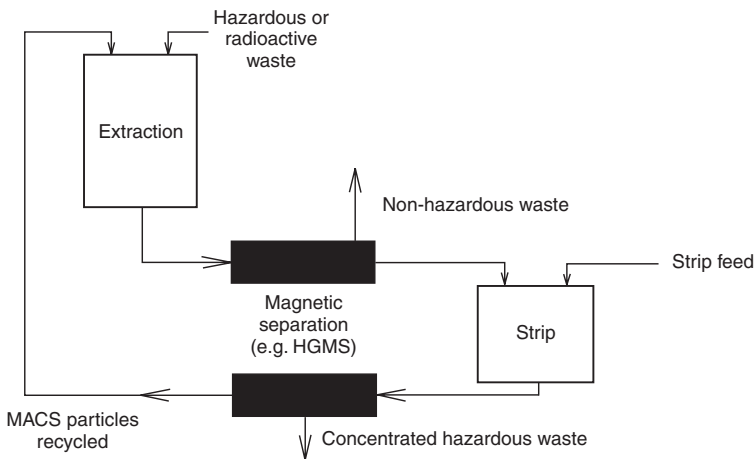 Hazardous or
radioactive
waste
Extraction
Non-hazardous waste
Strip feed
Magnetic
separation
(e.g. HGMS)
Strip
MACS particles
recycled
Concentrated hazardous waste